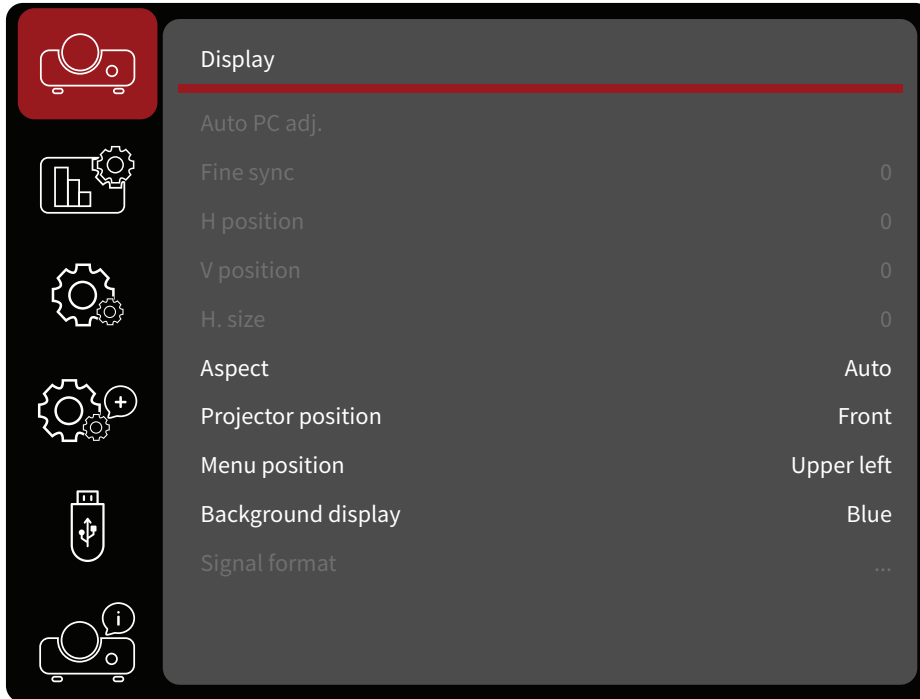 Display
Auto PC adj.
Fine sync 0
H position 0
V position 0
H. size 0
Aspect Auto
Projector position Front
Menu position Upper left
Background display Blue
Signal format ...